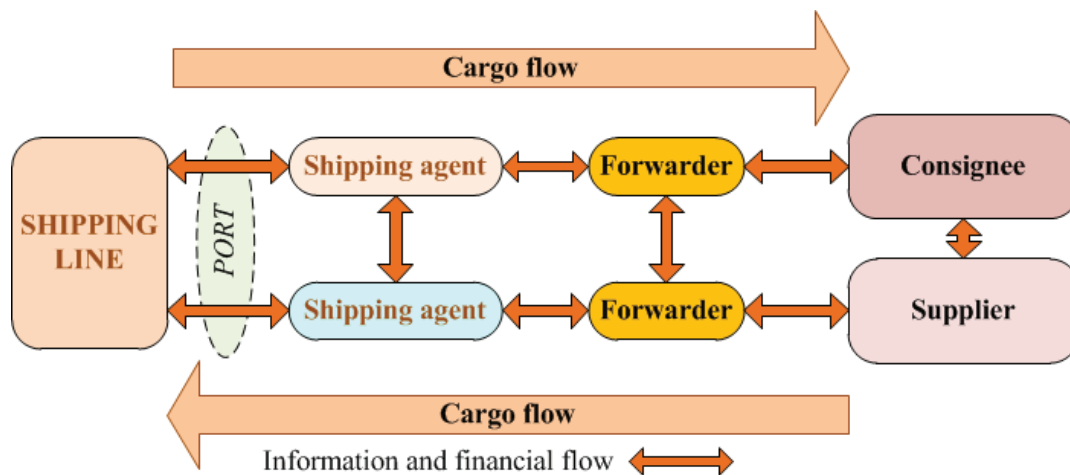 Cargo flow
SHIPPING
LINE
PORT
Shipping agent
Forwarder
Consignee
Shipping agent
Forwarder
Supplier
Cargo flow
Information and financial flow